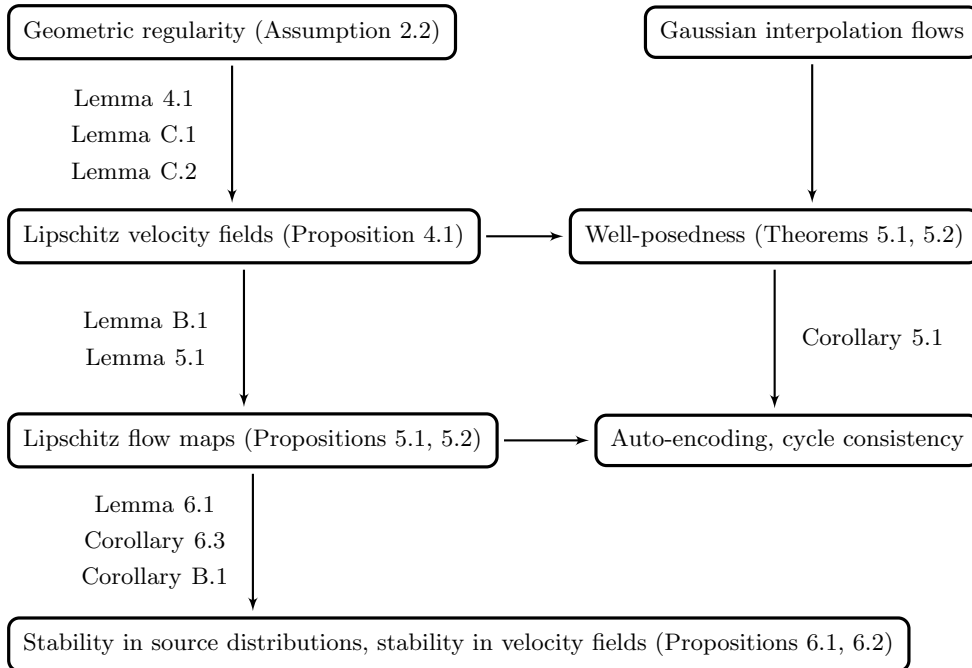 Geometric regularity (Assumption 2.2)
Gaussian interpolation flows
Lemma 4.1
Lemma C.1
Lemma C.2
Lipschitz velocity fields (Proposition 4.1)
Well-posedness (Theorems 5.1, 5.2)
Lemma B.1
Lemma 5.1
Corollary 5.1
Lipschitz flow maps (Propositions 5.1, 5.2)
Auto-encoding, cycle consistency
Lemma 6.1
Corollary 6.3
Corollary B.1
Stability in source distributions, stability in velocity fields (Propositions 6.1, 6.2)